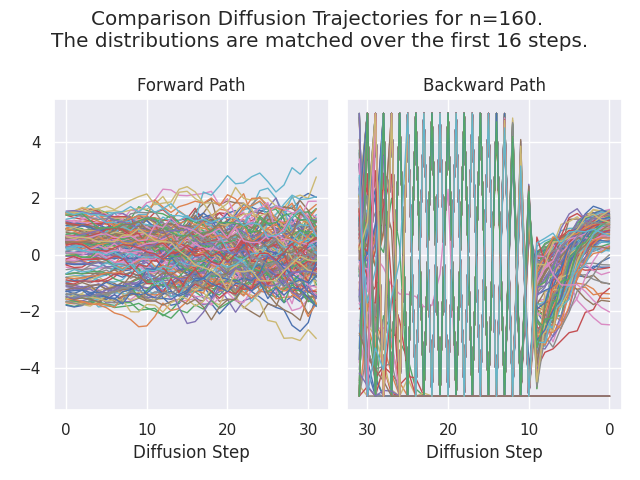 Comparison Diffusion Trajectories for n=160.
The distributions are matched over the first 16 steps.
Forward Path
Backward Path
4
2
0
−2
−4
0 10 20 30
30 20 10 0
Diffusion Step
Diffusion Step